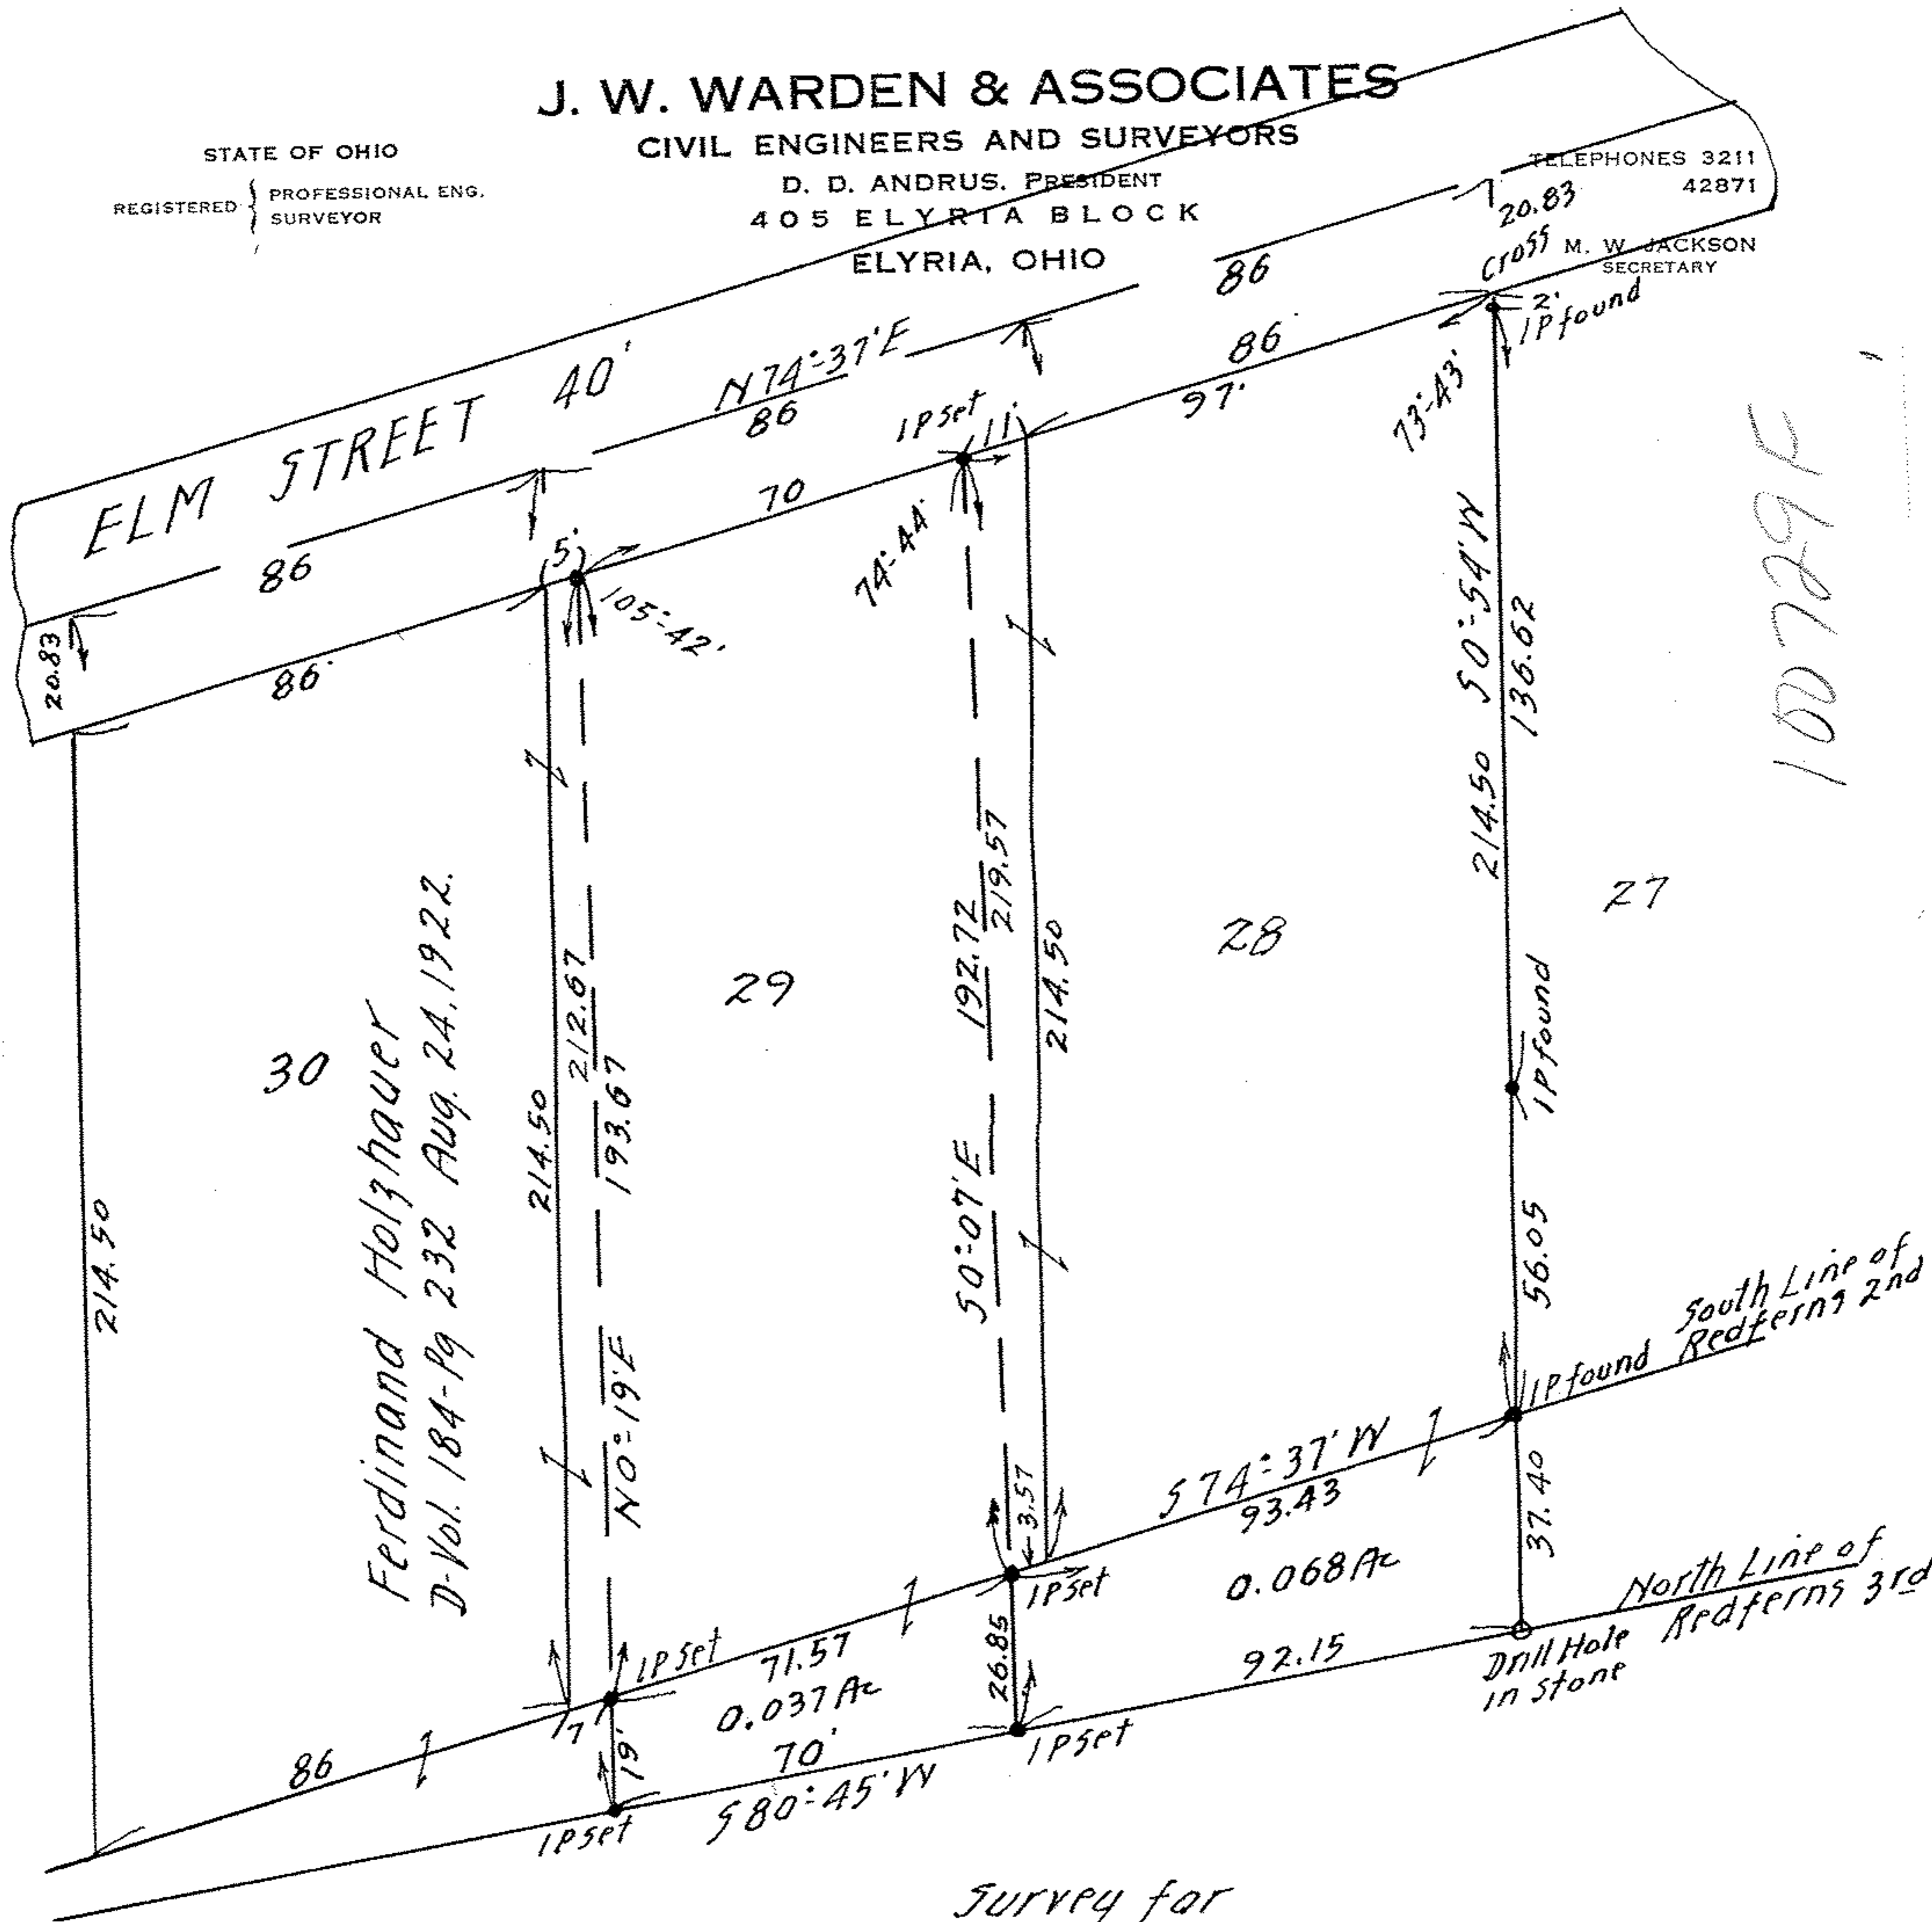 J. W. WARDEN & ASSOCIATES
CIVIL ENGINEERS AND SURVEYORS
STATE OF OHIO
REGISTERED { PROFESSIONAL ENG.
SURVEYOR
D. D. ANDRUS. PRESIDENT
405 ELYRIA BLOCK
ELYRIA, OHIO
TELEPHONES 3211
42871
M. W. JACKSON
SECRETARY
20.83
Cross
2'
IP found
86
86
97'
73°-43'
N 74°-37' E
86
ELM STREET 40'
IP set
11'
70
74°-44'
86
5'
105°-42'
20.83
86'
S 0°-54' W
214.50
136.62
27
28
29
30
192.72
219.57
214.50
S 0°-07' E
212.67
193.67
214.50
N 0°-19' E
214.50
Ferdinand Holzhauer
D-Vol. 184-Pg 232 Aug. 24. 1922.
IP found
56.05
South Line of
Redferns 2nd
IP found
S 74°-37' W
93.43
3.57
37.40
0.068 Ac
IP set
North Line of
Redferns 3rd
26.85
92.15
Drill Hole
in stone
IP set
71.57
0.037 Ac
7
19'
70'
IP set
86
S 80°-45' W
IP set
Survey for